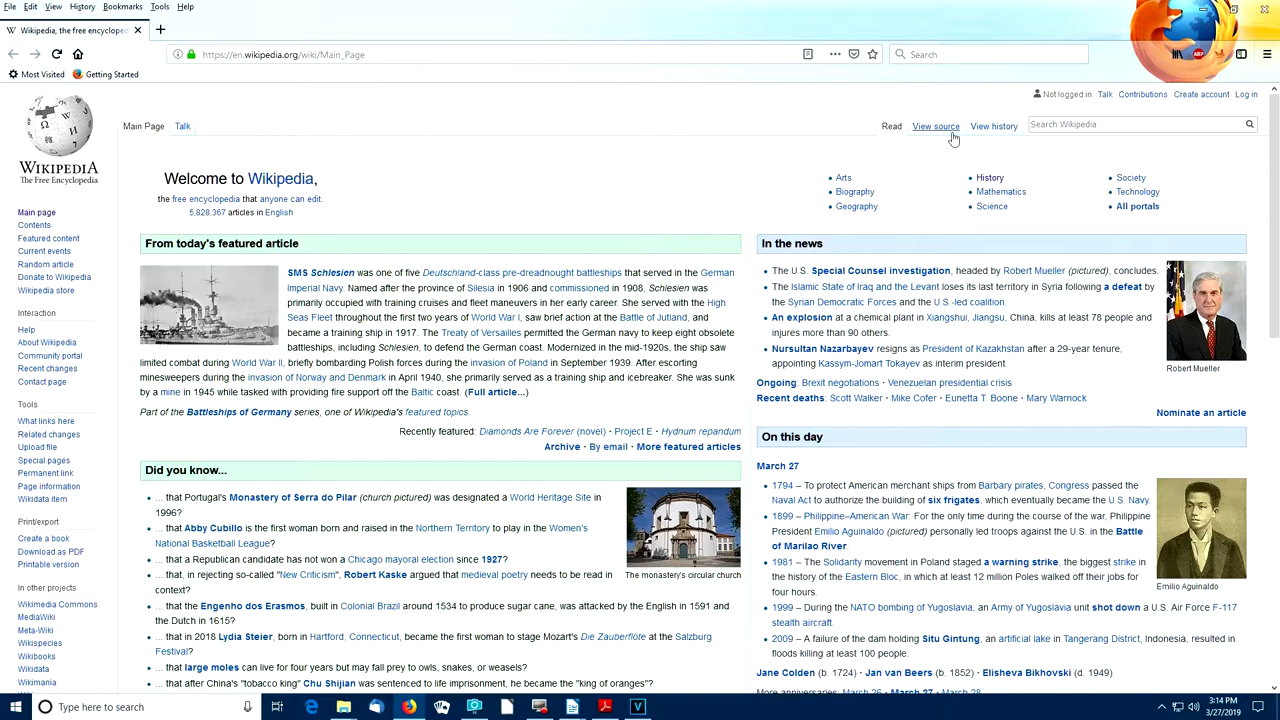 File Edit View History Bookmarks Tools Help
Wikipedia, the free encycloped
https://en.wikipedia.org/wiki/Main_Page
Search
Most Visited Getting Started
Not logged in Talk Contributions Create account Log in
Main Page Talk
Read View source View history
Search Wikipedia
WIKIPEDIA
The Free Encyclopedia
Main page
Contents
Featured content
Current events
Random article
Donate to Wikipedia
Wikipedia store
Interaction
Help
About Wikipedia
Community portal
Recent changes
Contact page
Tools
What links here
Related changes
Upload file
Special pages
Permanent link
Page information
Wikidata item
Print/export
Create a book
Download as PDF
Printable version
In other projects
Wikimedia Commons
MediaWiki
Meta-Wiki
Wikispecies
Wikibooks
Wikidata
Wikimania
Welcome to Wikipedia,
the free encyclopedia that anyone can edit.
5,828,367 articles in English
Arts
Biography
Geography
History
Mathematics
Science
Society
Technology
All portals
From today's featured article
SMS Schlesien was one of five Deutschland-class pre-dreadnought battleships that served in the German
Imperial Navy. Named after the province of Silesia in 1906 and commissioned in 1908, Schlesien was
primarily occupied with training cruises and fleet maneuvers in her early career. She served with the High
Seas Fleet throughout the first two years of World War I, saw brief action at the Battle of Jutland, and
became a training ship in 1917. The Treaty of Versailles permitted the German navy to keep eight obsolete
battleships, including Schlesien, to defend the German coast. Modernized in the mid-1920s, the ship saw
limited combat during World War II, briefly bombarding Polish forces during the invasion of Poland in September 1939. After escorting
minesweepers during the invasion of Norway and Denmark in April 1940, she primarily served as a training ship and icebreaker. She was sunk
by a mine in 1945 while tasked with providing fire support off the Baltic coast. (Full article...)
Part of the Battleships of Germany series, one of Wikipedia's featured topics.
Recently featured: Diamonds Are Forever (novel) · Project E · Hydnum repandum
Archive · By email · More featured articles
Did you know...
... that Portugal's Monastery of Serra do Pilar (church pictured) was designated a World Heritage Site in
1996?
... that Abby Cubillo is the first woman born and raised in the Northern Territory to play in the Women's
National Basketball League?
... that a Republican candidate has not won a Chicago mayoral election since 1927?
... that, in rejecting so-called "New Criticism", Robert Kaske argued that medieval poetry needs to be read in
context?
... that the Engenho dos Erasmos, built in Colonial Brazil around 1534 to produce sugar cane, was attacked by the English in 1591 and
the Dutch in 1615?
... that in 2018 Lydia Steier, born in Hartford, Connecticut, became the first woman to stage Mozart's Die Zauberflöte at the Salzburg
Festival?
... that large moles can live for four years but may fall prey to owls, snakes, or weasels?
... that after China's "tobacco king" Chu Shijian was sentenced to life imprisonment, he became the "king of oranges"?
The monastery's circular church
In the news
The U.S. Special Counsel investigation, headed by Robert Mueller (pictured), concludes.
The Islamic State of Iraq and the Levant loses its last territory in Syria following a defeat by
the Syrian Democratic Forces and the U.S.-led coalition.
An explosion at a chemical plant in Xiangshui, Jiangsu, China, kills at least 78 people and
injures more than 90 others.
Nursultan Nazarbayev resigns as President of Kazakhstan after a 29-year tenure,
appointing Kassym-Jomart Tokayev as interim president.
Robert Mueller
Ongoing: Brexit negotiations · Venezuelan presidential crisis
Recent deaths: Scott Walker · Mike Cofer · Eunetta T. Boone · Mary Warnock
Nominate an article
On this day
March 27
1794 – To protect American merchant ships from Barbary pirates, Congress passed the
Naval Act to authorize the building of six frigates, which eventually became the U.S. Navy.
1899 – Philippine–American War: For the only time during the course of the war, Philippine
President Emilio Aguinaldo (pictured) personally led troops against the U.S. in the Battle
of Marilao River.
1981 – The Solidarity movement in Poland staged a warning strike, the biggest strike in
the history of the Eastern Bloc, in which at least 12 million Poles walked off their jobs for
four hours.
1999 – During the NATO bombing of Yugoslavia, an Army of Yugoslavia unit shot down a U.S. Air Force F-117
stealth aircraft.
2009 – A failure of the dam holding Situ Gintung, an artificial lake in Tangerang District, Indonesia, resulted in
floods killing at least 100 people.
Emilio Aguinaldo
Jane Colden (b. 1724) · Jan van Beers (b. 1852) · Eliseba Bikhovski (d. 1949)
More anniversaries: March 26 · March 27 · March 28
Type here to search
3:14 PM
3/27/2019